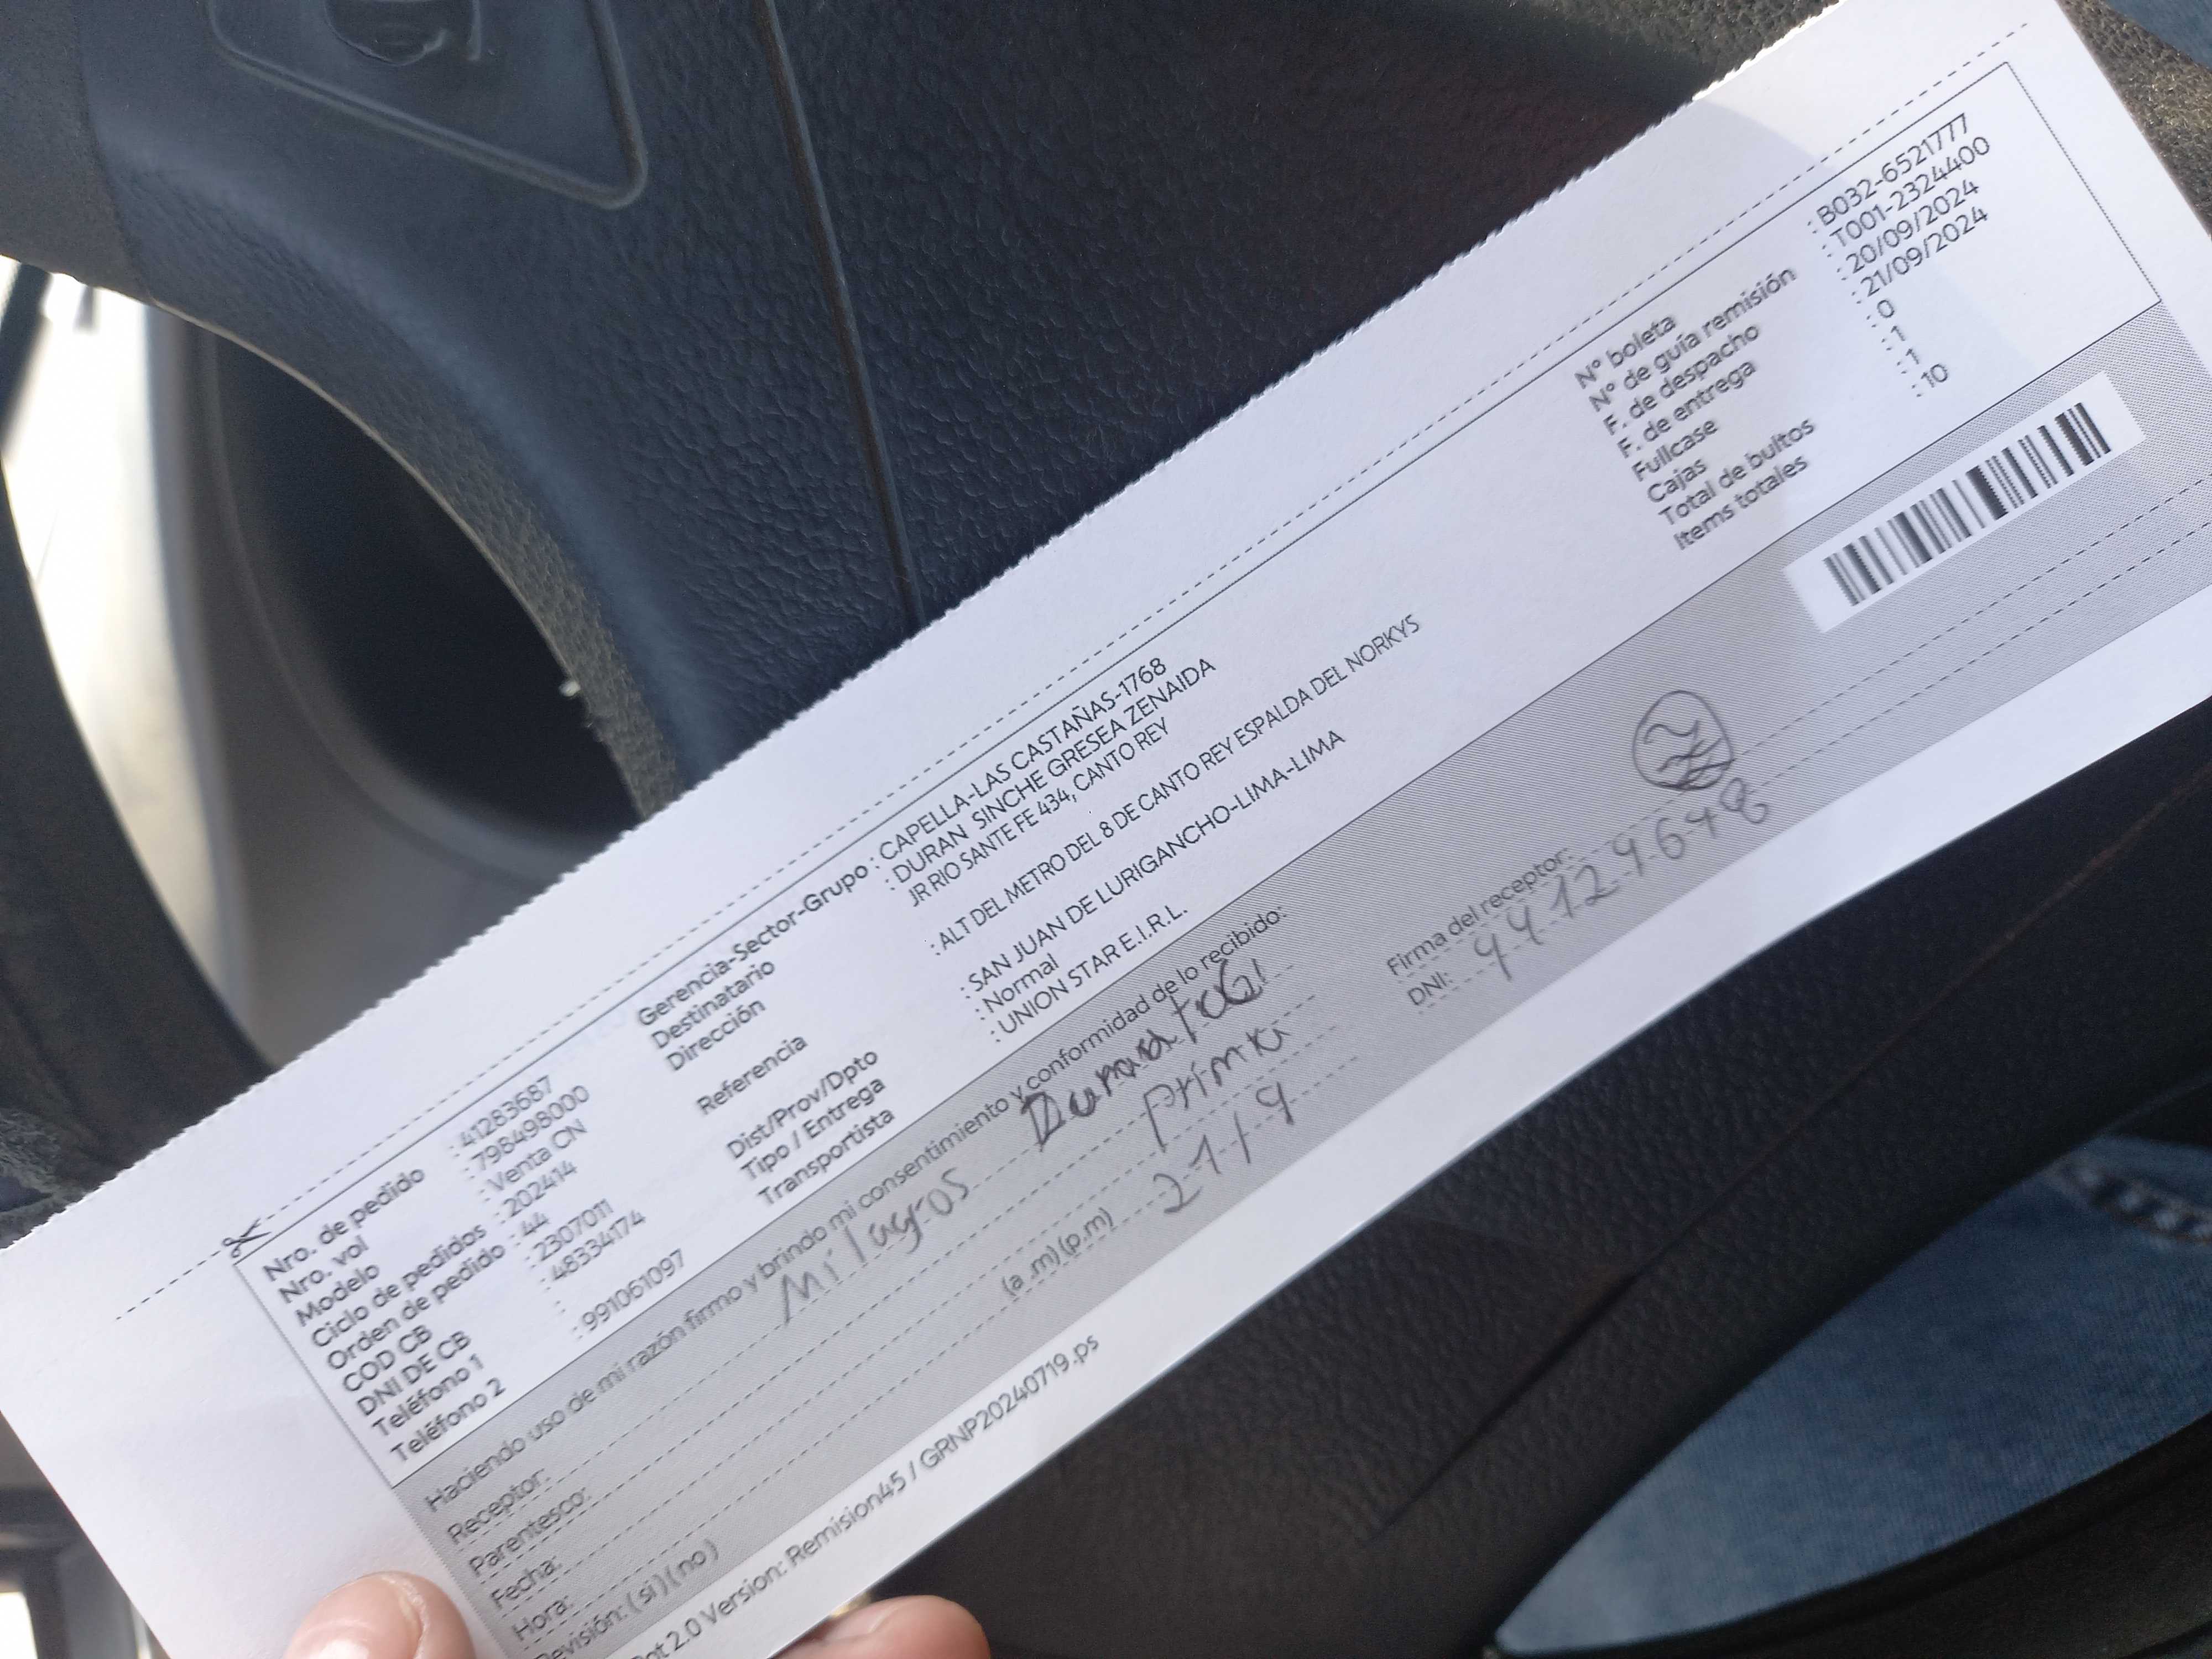 Nro. de pedido : 41283687
Nro. vol : 798498000
Modelo : Venta CN
Ciclo de pedidos : 202414
Orden de pedido : 44
COD CB : 2307011
DNI DE CB : 48334174
Teléfono 1 :
Teléfono 2 : 991061097
Gerencia-Sector-Grupo : CAPELLA-LAS CASTAÑAS-1768
Destinatario : DURAN SINCHE GRESEA ZENAIDA
Dirección JR RIO SANTE FE 434, CANTO REY
Referencia : ALT DEL METRO DEL 8 DE CANTO REY ESPALDA DEL NORKYS
Dist/Prov/Dpto : SAN JUAN DE LURIGANCHO-LIMA-LIMA
Tipo / Entrega : Normal
Transportista : UNION STAR E.I.R.L.
N° boleta : B032-6521777
N° de guía remisión : T001-2324400
F. de despacho : 20/09/2024
F. de entrega : 21/09/2024
Fullcase : 0
Cajas : 1
Total de bultos : 1
Items totales : 10
Haciendo uso de mi razón firmo y brindo mi consentimiento y conformidad de lo recibido:
Receptor: Milagros
Parentesco: prima
Fecha: 21/9
Hora: (a.m) (p.m)
Revisión: ( si ) ( no )
Firma del receptor:
DNI: 44129648
Version: Remision45 / GRNP20240719.ps